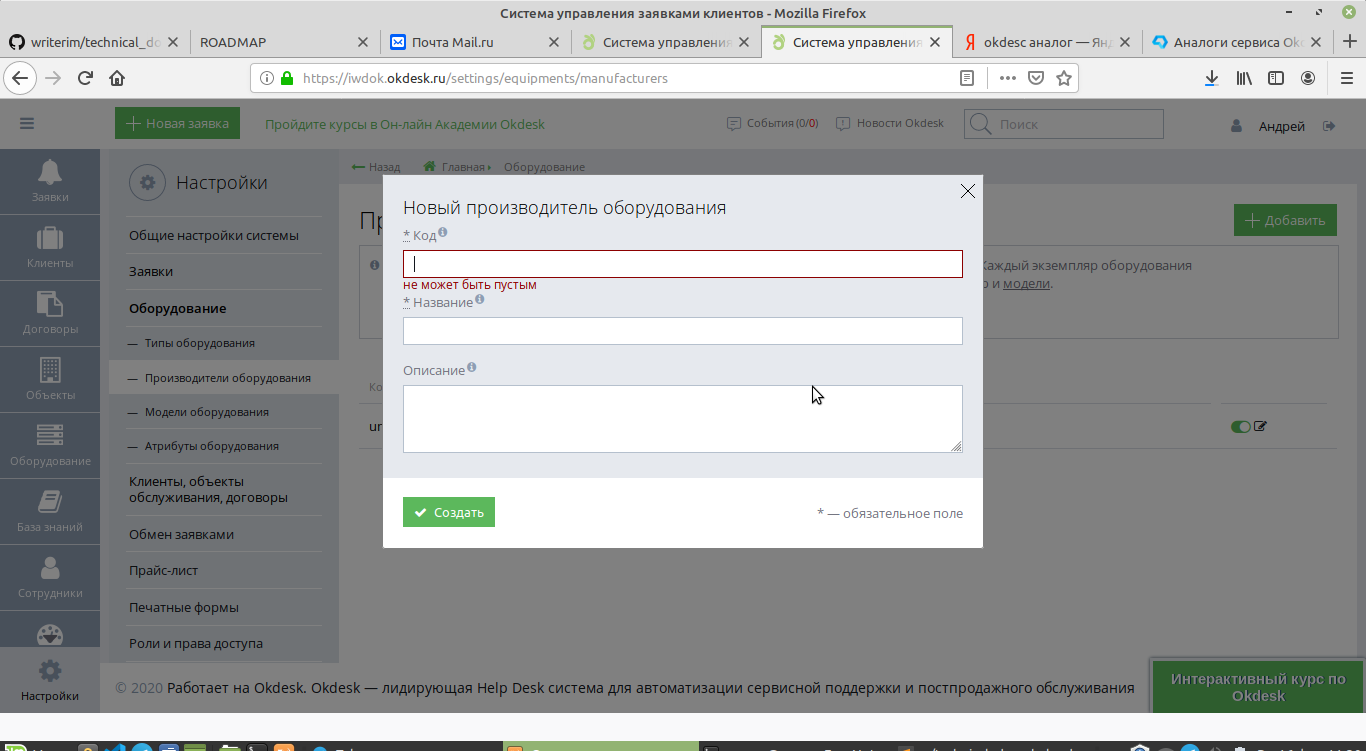 Система управления заявками клиентов - Mozilla Firefox
writerim/technical_do
ROADMAP
Почта Mail.ru
Система управления
Система управления
okdesc аналог — Янд
Аналоги сервиса Okd
https://iwdok.okdesk.ru/settings/equipments/manufacturers
Новая заявка
Пройдите курсы в Он-лайн Академии Okdesk
События (0/0)
Новости Okdesk
Поиск
Андрей
Заявки
Клиенты
Договоры
Объекты
Оборудование
База знаний
Сотрудники
Настройки
Настройки
Общие настройки системы
Заявки
Оборудование
— Типы оборудования
— Производители оборудования
— Модели оборудования
— Атрибуты оборудования
Клиенты, объекты
обслуживания, договоры
Обмен заявками
Прайс-лист
Печатные формы
Роли и права доступа
Назад
Главная
Оборудование
Пр
Добавить
Каждый экземпляр оборудования
и модели.
Ко
un
Новый производитель оборудования
* Код
не может быть пустым
* Название
Описание
Создать
* — обязательное поле
© 2020 Работает на Okdesk. Okdesk — лидирующая Help Desk система для автоматизации сервисной поддержки и постпродажного обслуживания
Интерактивный курс по
Okdesk